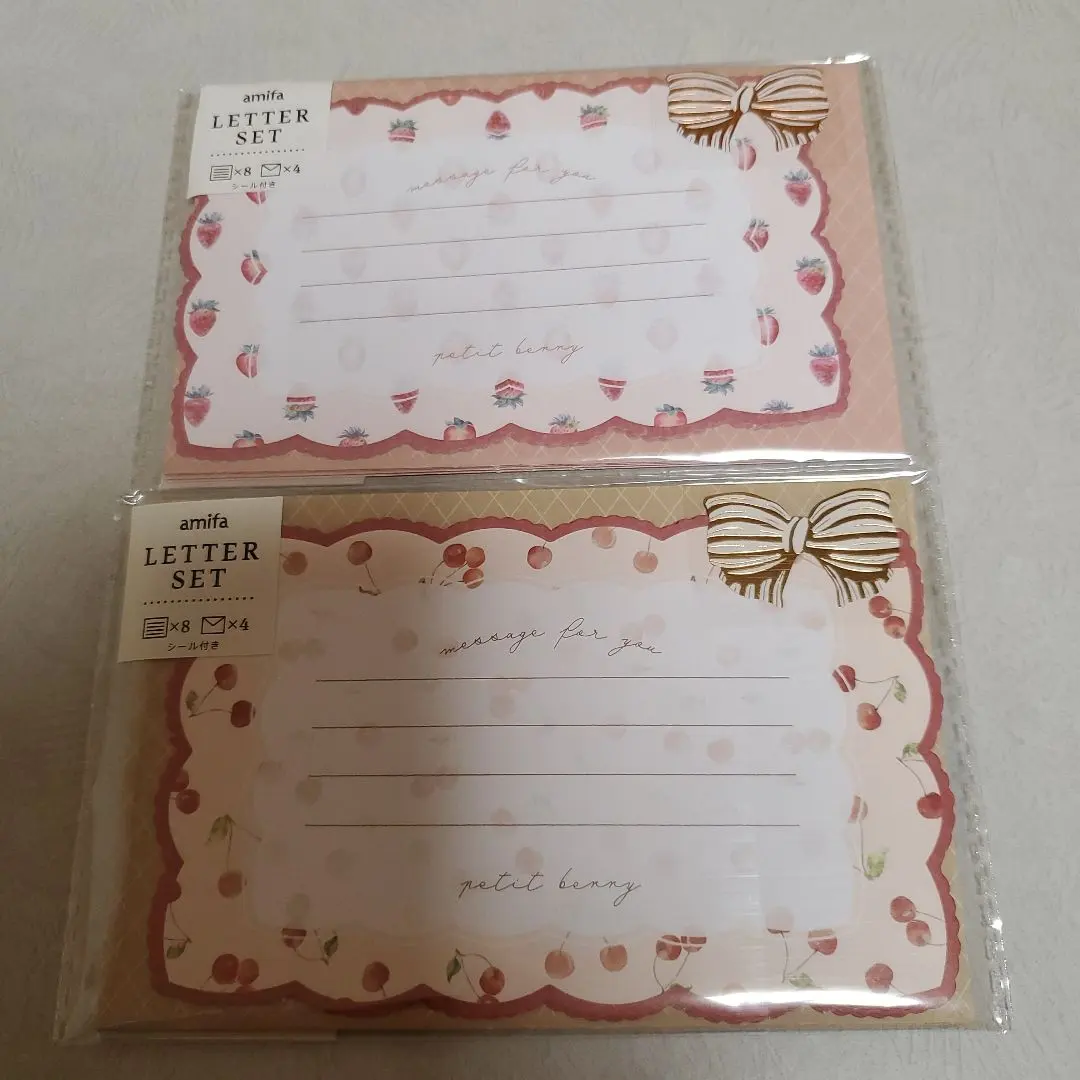 amifa
LETTER
SET
×8 ×4
シール付き
message for you
petit berry
amifa
LETTER
SET
×8 ×4
シール付き
message for you
petit berry